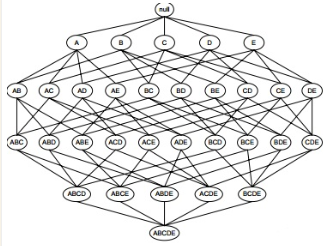 null
A B C D E
AB AC AD AE BC BD BE CD CE DE
ABC ABD ABE ACD ACE ADE BCD BCE BDE CDE
ABCD ABCE ABDE ACDE BCDE
ABCDE